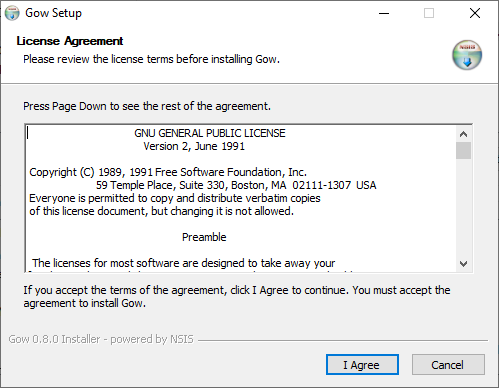 Gow Setup
License Agreement
Please review the license terms before installing Gow.
Press Page Down to see the rest of the agreement.
GNU GENERAL PUBLIC LICENSE
Version 2, June 1991
Copyright (C) 1989, 1991 Free Software Foundation, Inc.
59 Temple Place, Suite 330, Boston, MA  02111-1307  USA
Everyone is permitted to copy and distribute verbatim copies
of this license document, but changing it is not allowed.
Preamble
The licenses for most software are designed to take away your
If you accept the terms of the agreement, click I Agree to continue. You must accept the
agreement to install Gow.
Gow 0.8.0 Installer - powered by NSIS
I Agree
Cancel